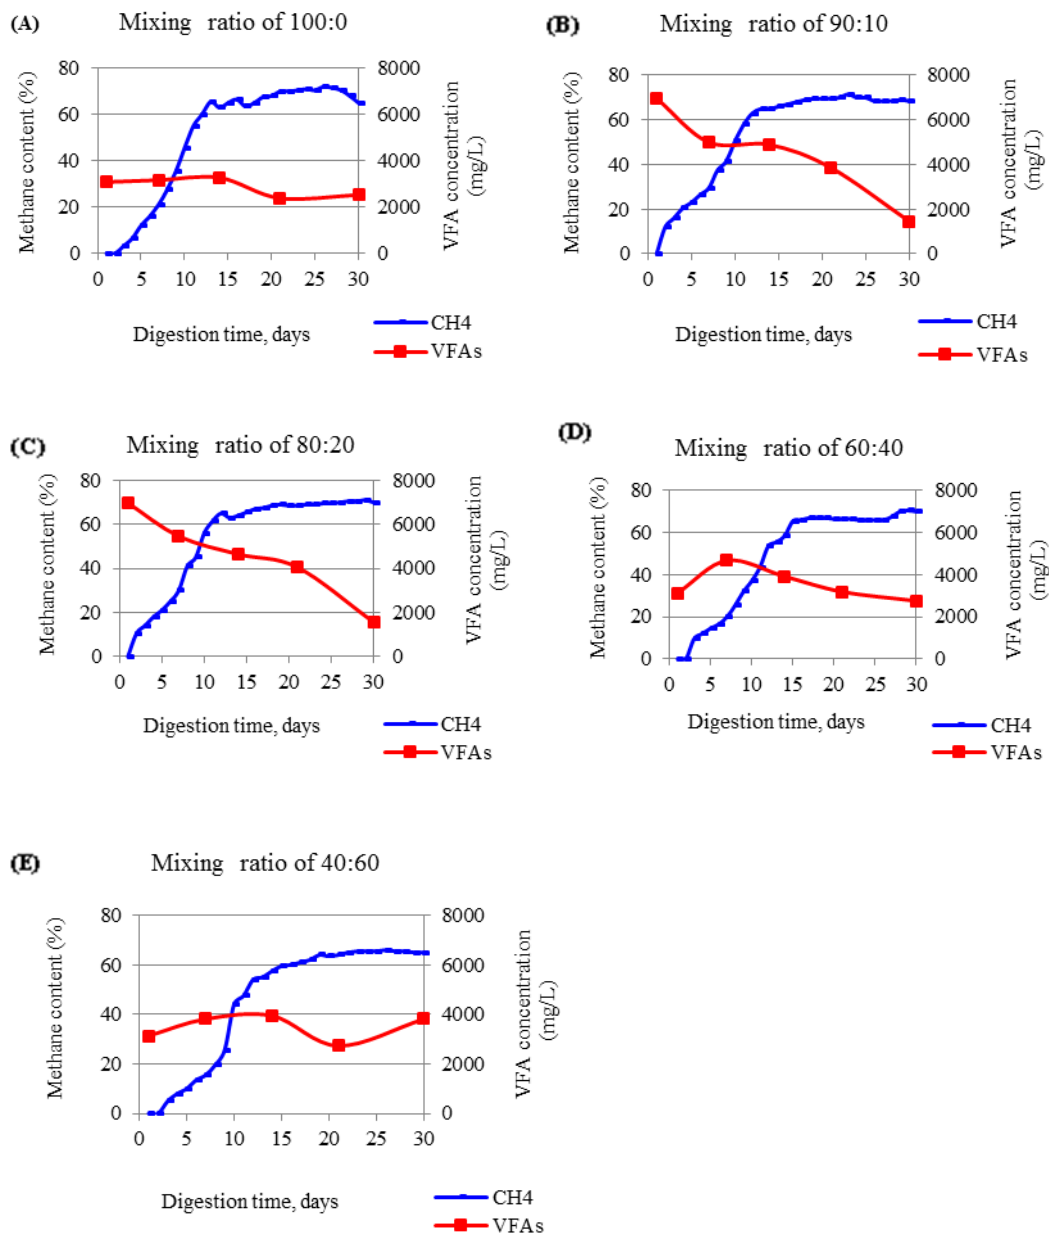 (A)
Mixing ratio of 100:0
Methane content (%)
80
60
40
20
0
8000
6000
4000
2000
0
VFA concentration
(mg/L)
0 5 10 15 20 25 30
Digestion time, days
CH4
VFAs
(B)
Mixing ratio of 90:10
Methane content (%)
80
60
40
20
0
8000
6000
4000
2000
0
VFA concentration
(mg/L)
0 5 10 15 20 25 30
Digestion time, days
CH4
VFAs
(C)
Mixing ratio of 80:20
Methane content (%)
80
60
40
20
0
8000
6000
4000
2000
0
VFA concentration
(mg/L)
0 5 10 15 20 25 30
Digestion time, days
CH4
VFAs
(D)
Mixing ratio of 60:40
Methane content (%)
80
60
40
20
0
8000
6000
4000
2000
0
VFA concentration
(mg/L)
0 5 10 15 20 25 30
Digestion time, days
CH4
VFAs
(E)
Mixing ratio of 40:60
Methane content (%)
80
60
40
20
0
8000
6000
4000
2000
0
VFA concentration
(mg/L)
0 5 10 15 20 25 30
Digestion time, days
CH4
VFAs